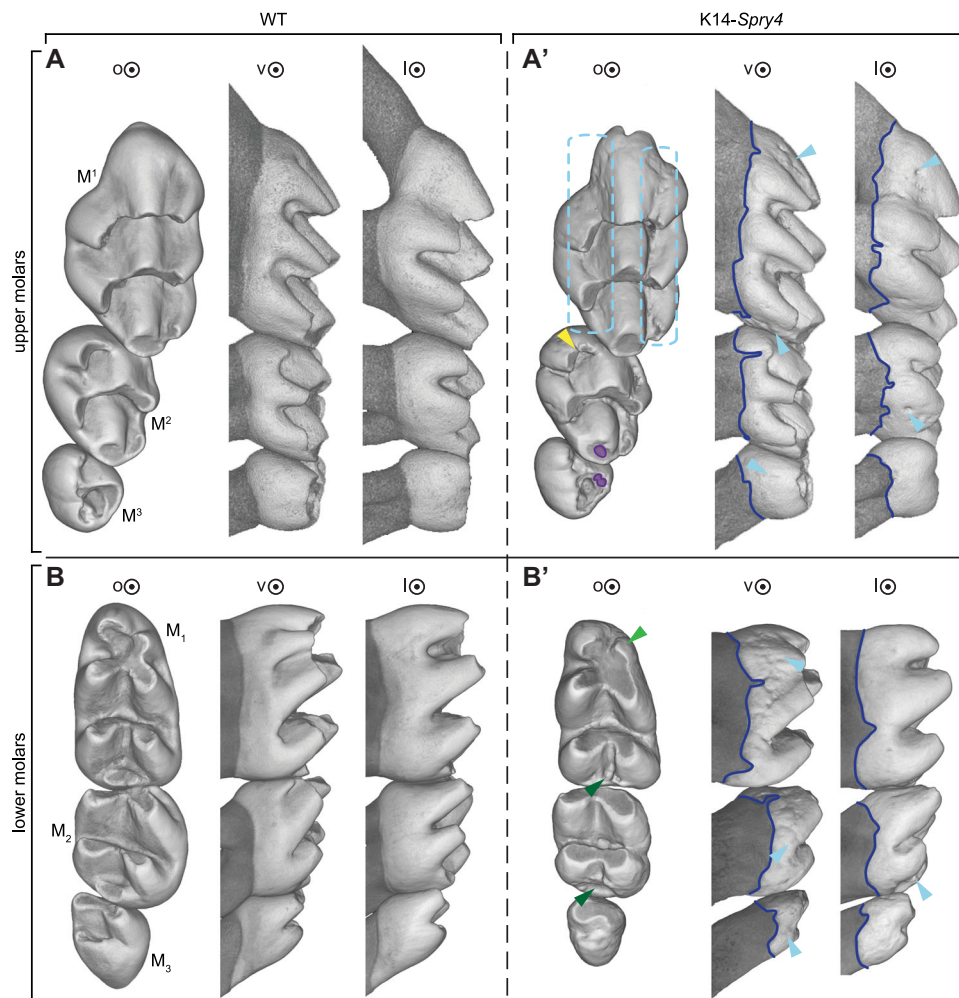 WT
K14-Spry4
A
A'
o v l
o v l
upper molars
M¹
M²
M³
B
B'
o v l
o v l
lower molars
M₁
M₂
M₃